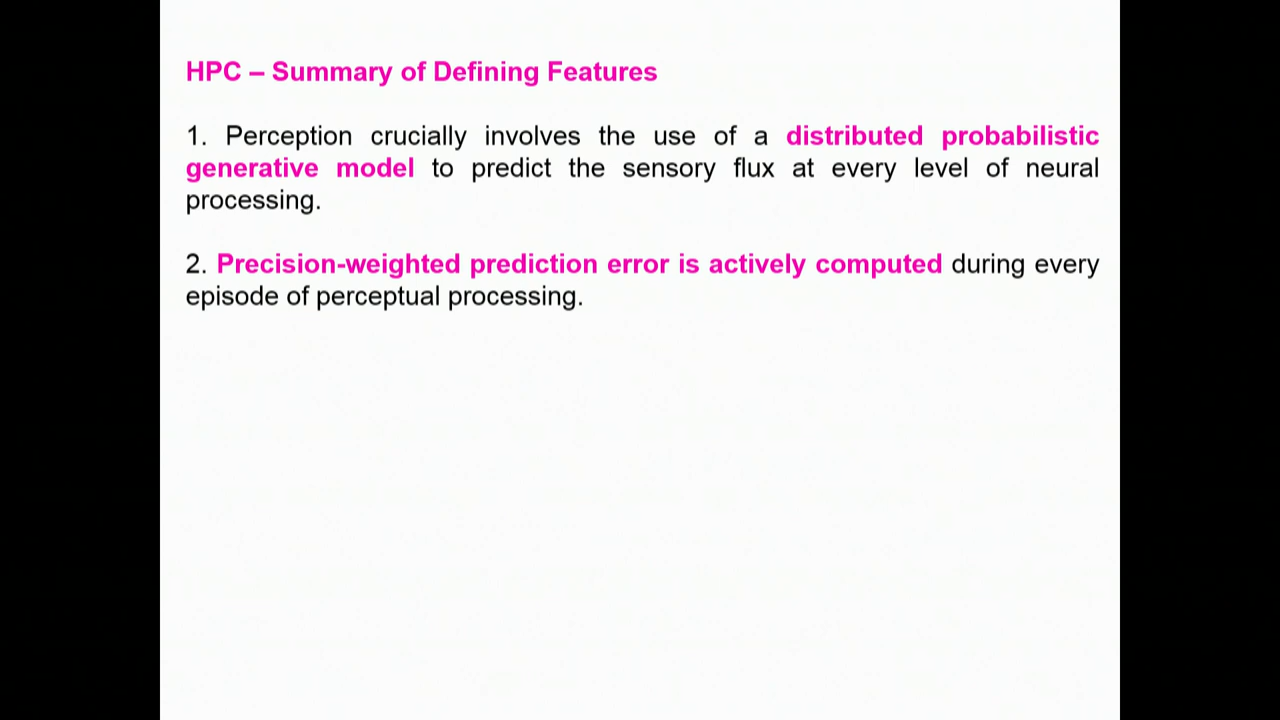 HPC – Summary of Defining Features
1. Perception crucially involves the use of a distributed probabilistic
generative model to predict the sensory flux at every level of neural
processing.
2. Precision-weighted prediction error is actively computed during every
episode of perceptual processing.